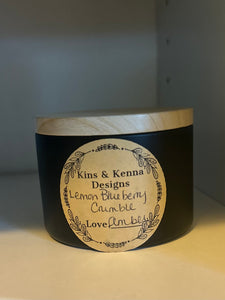 Kins & Kenna
Designs
Lemon Blueberry
Crumble
Love Amber